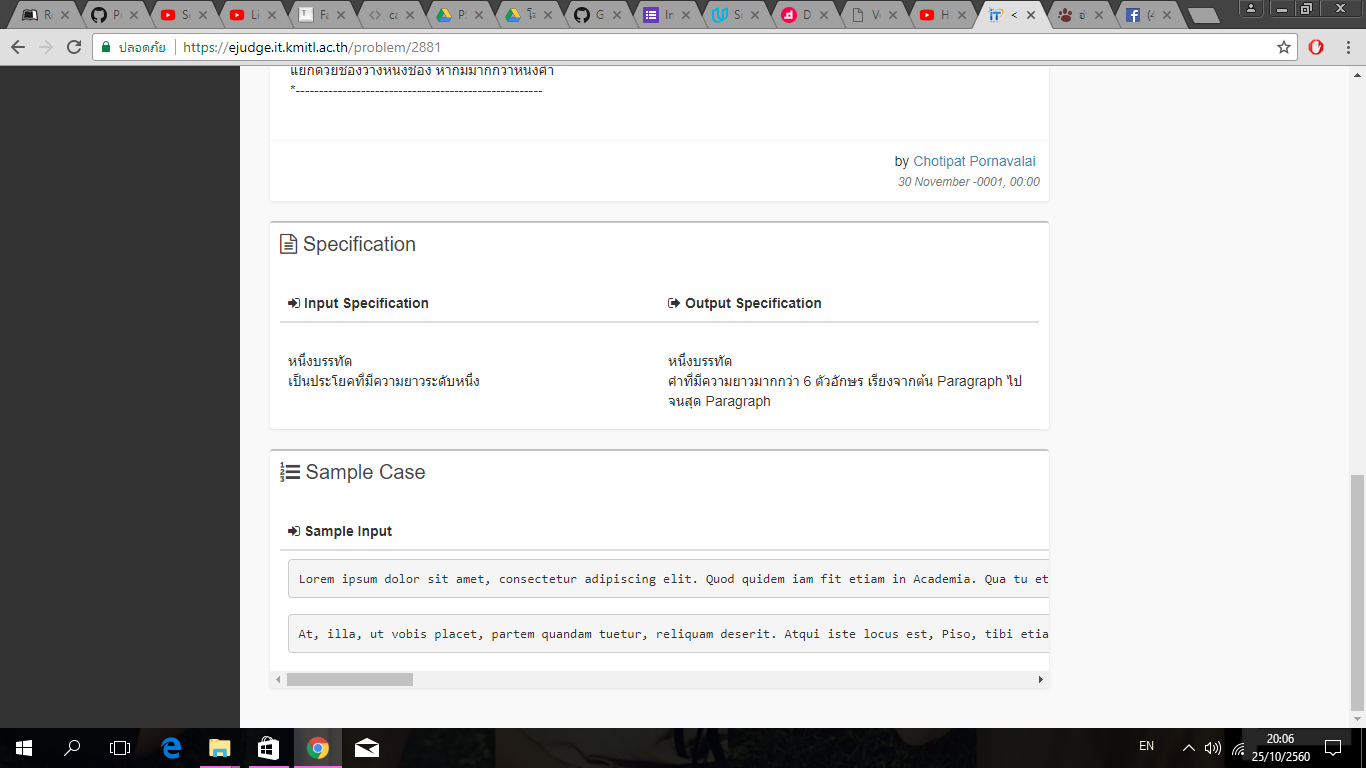 Re
Po
So
Li
Fa
ca
P
โส
G
In
Si
D
Ve
H
<
อ
(4
ปลอดภัย https://ejudge.it.kmitl.ac.th/problem/2881
แยกด้วยช่องว่างหนึ่งช่อง หากมีมากกว่าหนึ่งคำ
*-----------------------------------------------------
by Chotipat Pornavalai
30 November -0001, 00:00
Specification
Input Specification
Output Specification
หนึ่งบรรทัด
เป็นประโยคที่มีความยาวระดับหนึ่ง
หนึ่งบรรทัด
คำที่มีความยาวมากกว่า 6 ตัวอักษร เรียงจากต้น Paragraph ไป
จนสุด Paragraph
Sample Case
Sample Input
Lorem ipsum dolor sit amet, consectetur adipiscing elit. Quod quidem iam fit etiam in Academia. Qua tu et
At, illa, ut vobis placet, partem quandam tuetur, reliquam deserit. Atqui iste locus est, Piso, tibi etia
EN
20:06
25/10/2560